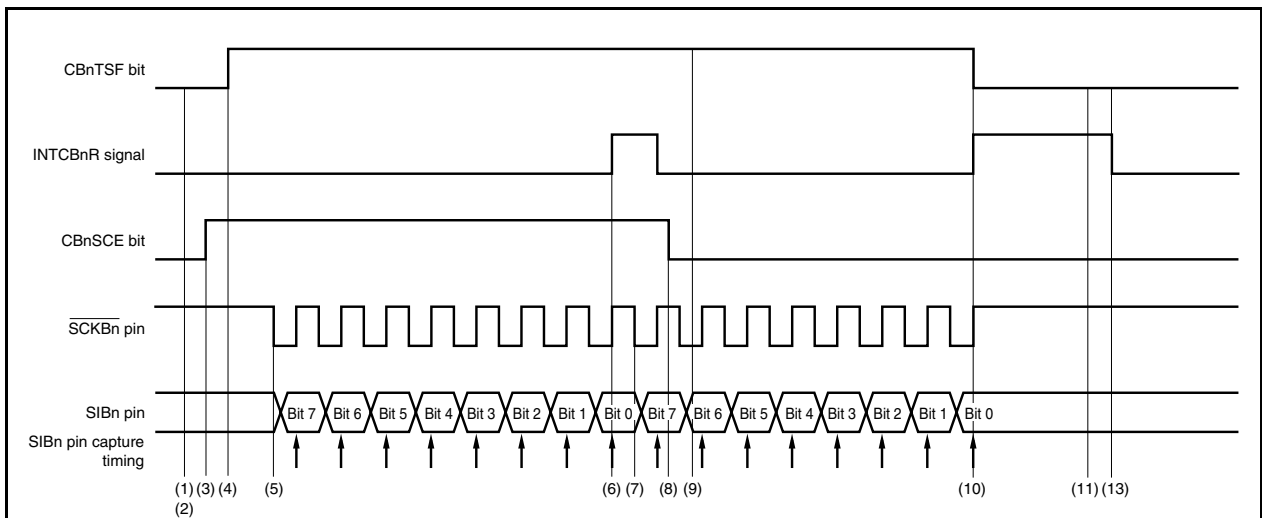 CBnTSF bit
INTCBnR signal
CBnSCE bit
SCKBn pin
SIBn pin
Bit 7 Bit 6 Bit 5 Bit 4 Bit 3 Bit 2 Bit 1 Bit 0 Bit 7 Bit 6 Bit 5 Bit 4 Bit 3 Bit 2 Bit 1 Bit 0
SIBn pin capture
timing
(1) (3) (4) (5) (6) (7) (8) (9) (10) (11) (13)
(2)